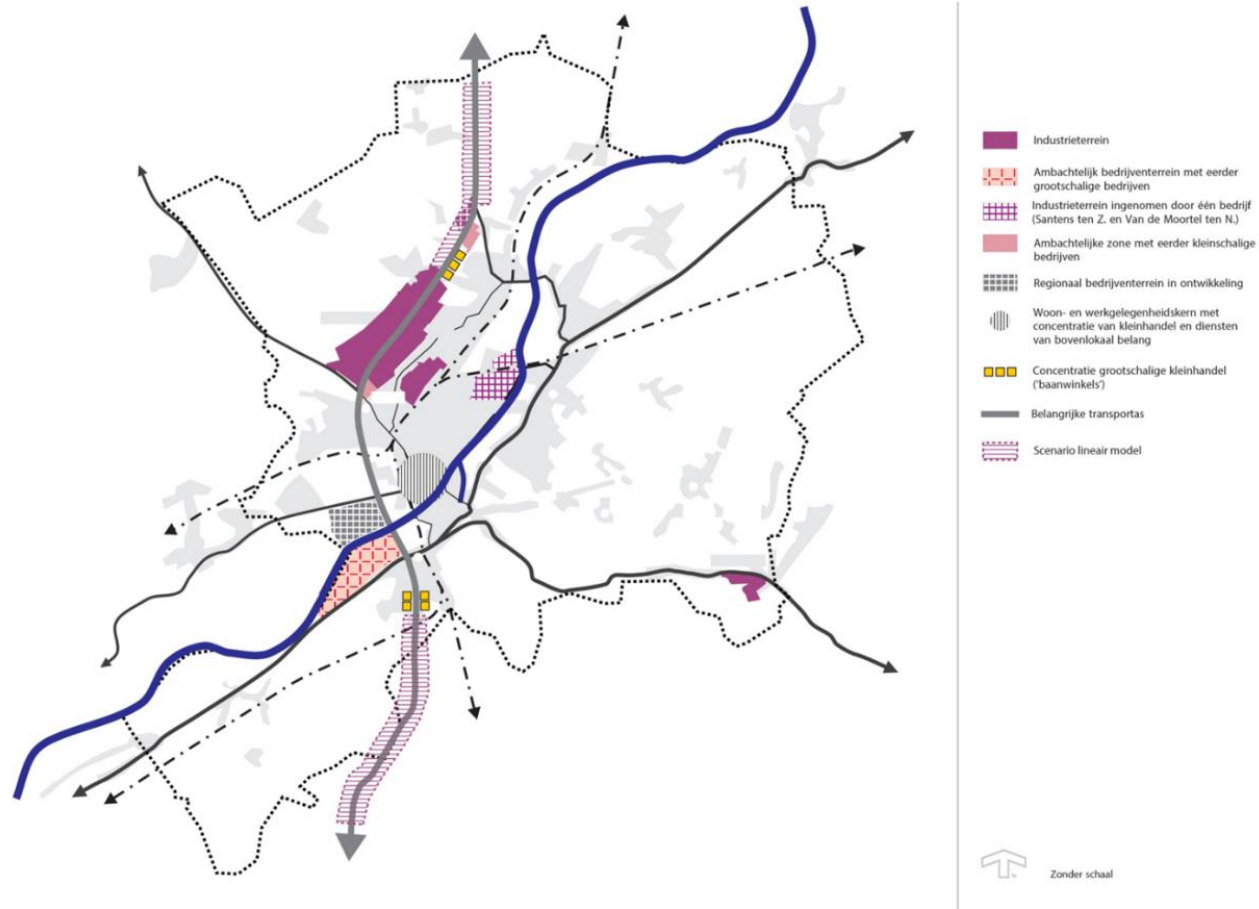 Industrieterrein
Ambachtelijk bedrijventerrein met eerder
grootschalige bedrijven
Industrieterrein ingenomen door één bedrijf
(Santens ten Z. en Van de Moortel ten N.)
Ambachtelijke zone met eerder kleinschalige
bedrijven
Regionaal bedrijventerrein in ontwikkeling
Woon- en werkgelegenheidskern met
concentratie van kleinhandel en diensten
van bovenlokaal belang
Concentratie grootschalige kleinhandel
('baanwinkels')
Belangrijke transportas
Scenario lineair model
Zonder schaal